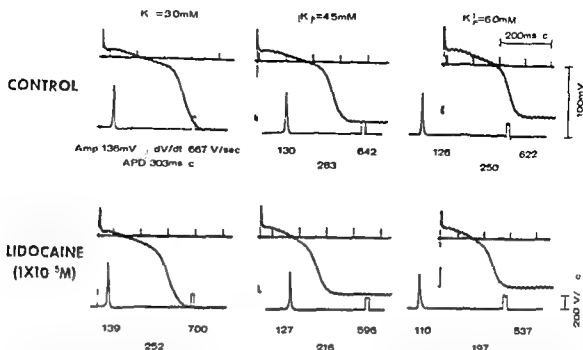 K =30mM
K =45mM
K =60mM
200ms c
CONTROL
100mV
Amp 136mV dV/dt 667 V/sec
APD 303ms c
130 642
263
126 622
250
LIDOCAINE
(1X10 M)
200 V/ c
139 700
252
127 596
216
110 537
197